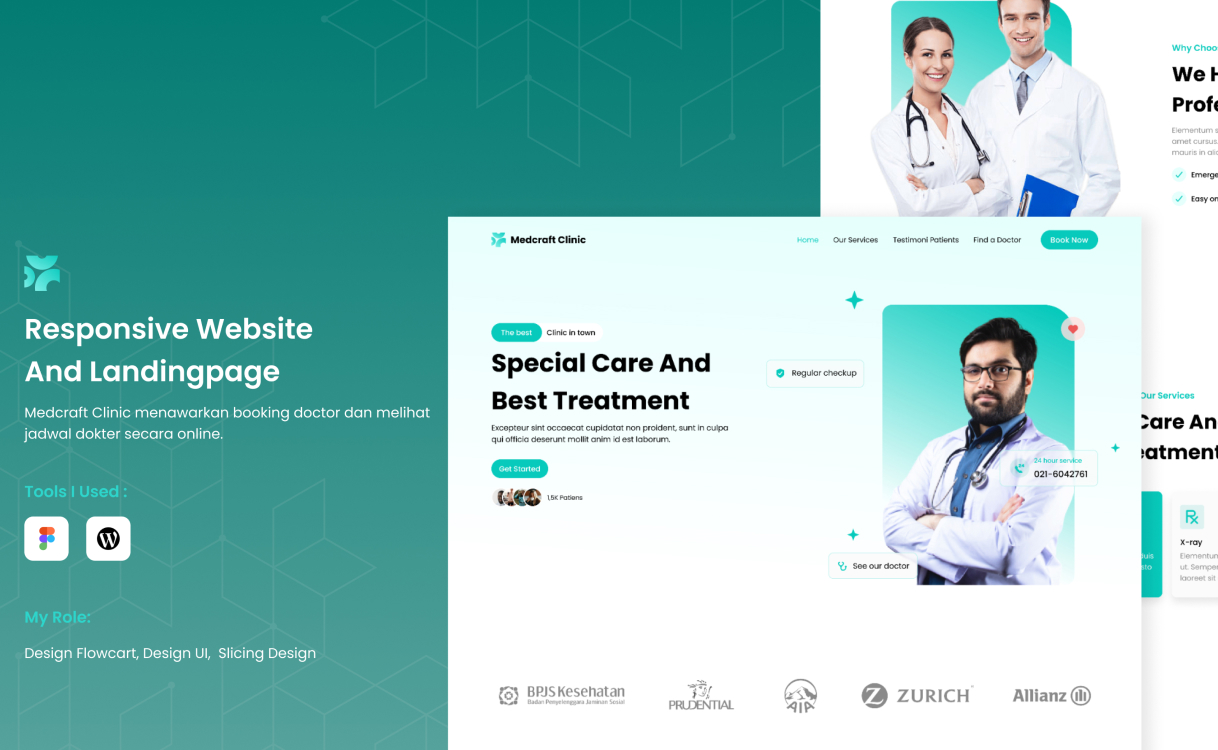 Responsive Website
And Landingpage
Medcraft Clinic menawarkan booking doctor dan melihat
jadwal dokter secara online.
Tools I Used :
My Role:
Design Flowcart, Design UI, Slicing Design
Why Choo
We H
Profe
Elementum s
amet cursus
mauris in aliq
Emerge
Easy on
Medcraft Clinic
Home
Our Services
Testimoni Patients
Find a Doctor
Book Now
The best
Clinic in town
Special Care And
Best Treatment
Excepteur sint occaecat cupidatat non proident, sunt in culpa
qui officia deserunt mollit anim id est laborum.
Get Started
1,5K Patiens
Regular checkup
24 hour service
021-6042761
See our doctor
BPJS Kesehatan
Badan Penyelenggara Jaminan Sosial
PRUDENTIAL
AIA
ZURICH
Allianz
Our Services
Care An
eatment
duis
sto
X-ray
Elementum
ut. Semper
laoreet sit